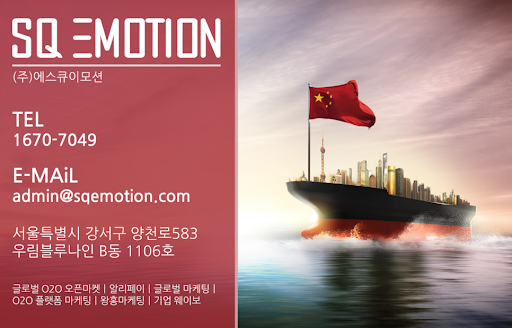 SQ EMOTION
(주)에스큐이모션
TEL
1670-7049
E-MAiL
admin@sqemotion.com
서울특별시 강서구 양천로583
우림블루나인 B동 1106호
글로벌 O2O 오픈마켓 | 알리페이 | 글로벌 마케팅 |
O2O 플랫폼 마케팅 | 왕홍마케팅 | 기업 웨이보